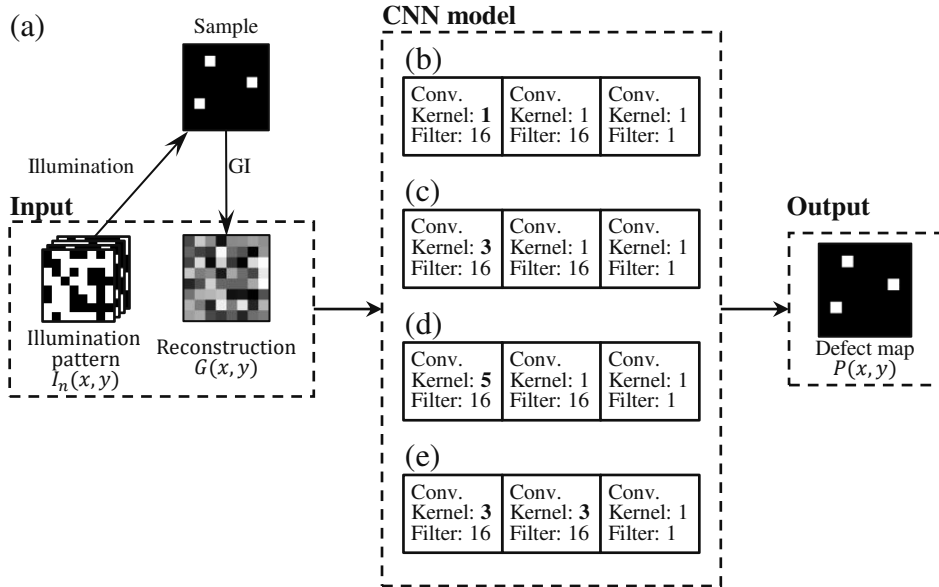 (a)
Sample
Illumination
GI
Input
Illumination
pattern
Iₙ(x, y)
Reconstruction
G(x, y)
CNN model
(b)
Conv.
Kernel: 1
Filter: 16
Conv.
Kernel: 1
Filter: 16
Conv.
Kernel: 1
Filter: 1
(c)
Conv.
Kernel: 3
Filter: 16
Conv.
Kernel: 1
Filter: 16
Conv.
Kernel: 1
Filter: 1
(d)
Conv.
Kernel: 5
Filter: 16
Conv.
Kernel: 1
Filter: 16
Conv.
Kernel: 1
Filter: 1
(e)
Conv.
Kernel: 3
Filter: 16
Conv.
Kernel: 3
Filter: 16
Conv.
Kernel: 1
Filter: 1
Output
Defect map
P(x, y)